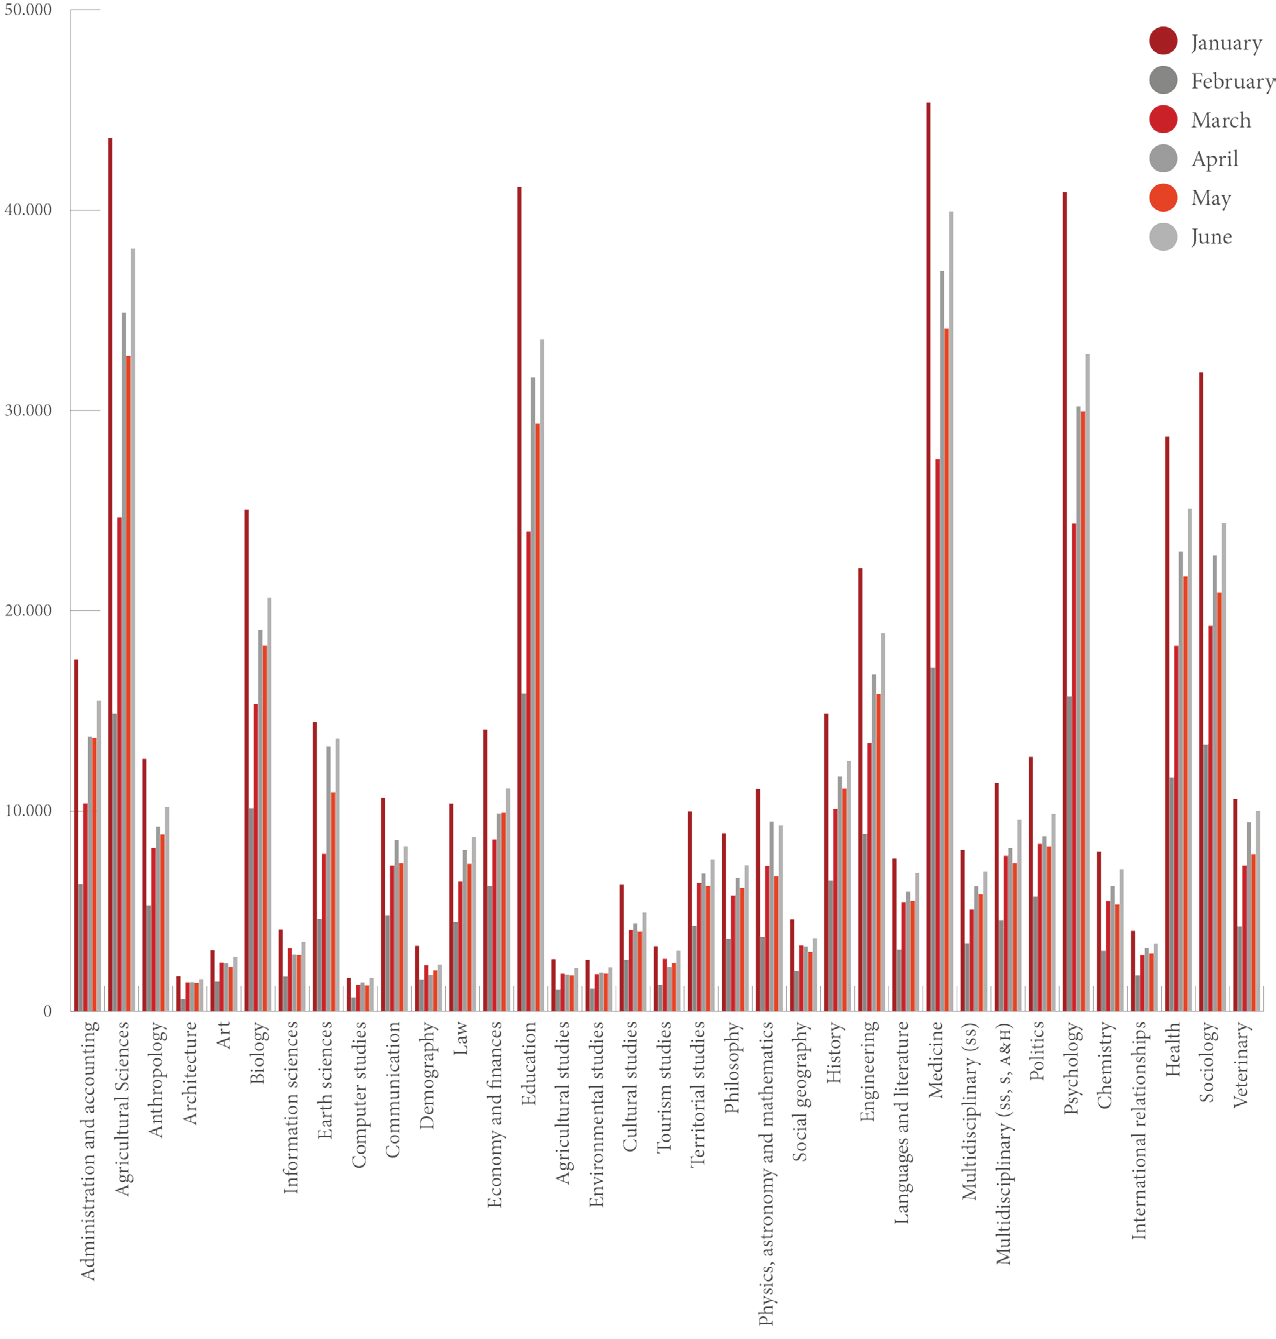 50.000
40.000
30.000
20.000
10.000
0
January
February
March
April
May
June
Administration and accounting
Agricultural Sciences
Anthropology
Architecture
Art
Biology
Information sciences
Earth sciences
Computer studies
Communication
Demography
Law
Economy and finances
Education
Agricultural studies
Environmental studies
Cultural studies
Tourism studies
Territorial studies
Philosophy
Physics, astronomy and mathematics
Social geography
History
Engineering
Languages and literature
Medicine
Multidisciplinary (SS)
Multidisciplinary (SS, S, A&H)
Politics
Psychology
Chemistry
International relationships
Health
Sociology
Veterinary